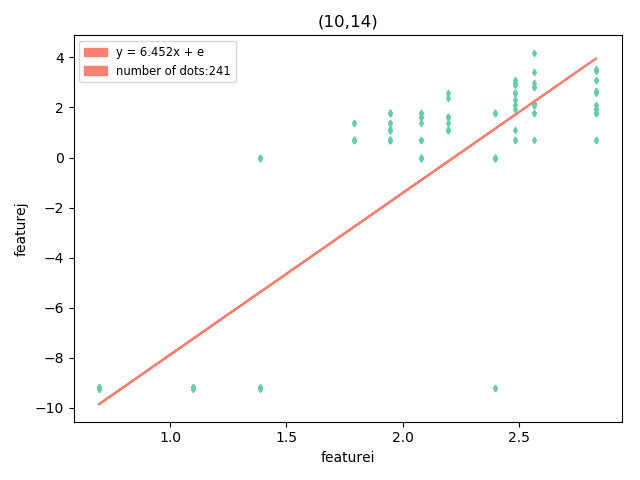 (10,14)
y = 6.452x + e
number of dots:241
4
2
0
−2
−4
−6
−8
−10
featurej
1.0 1.5 2.0 2.5
featurei